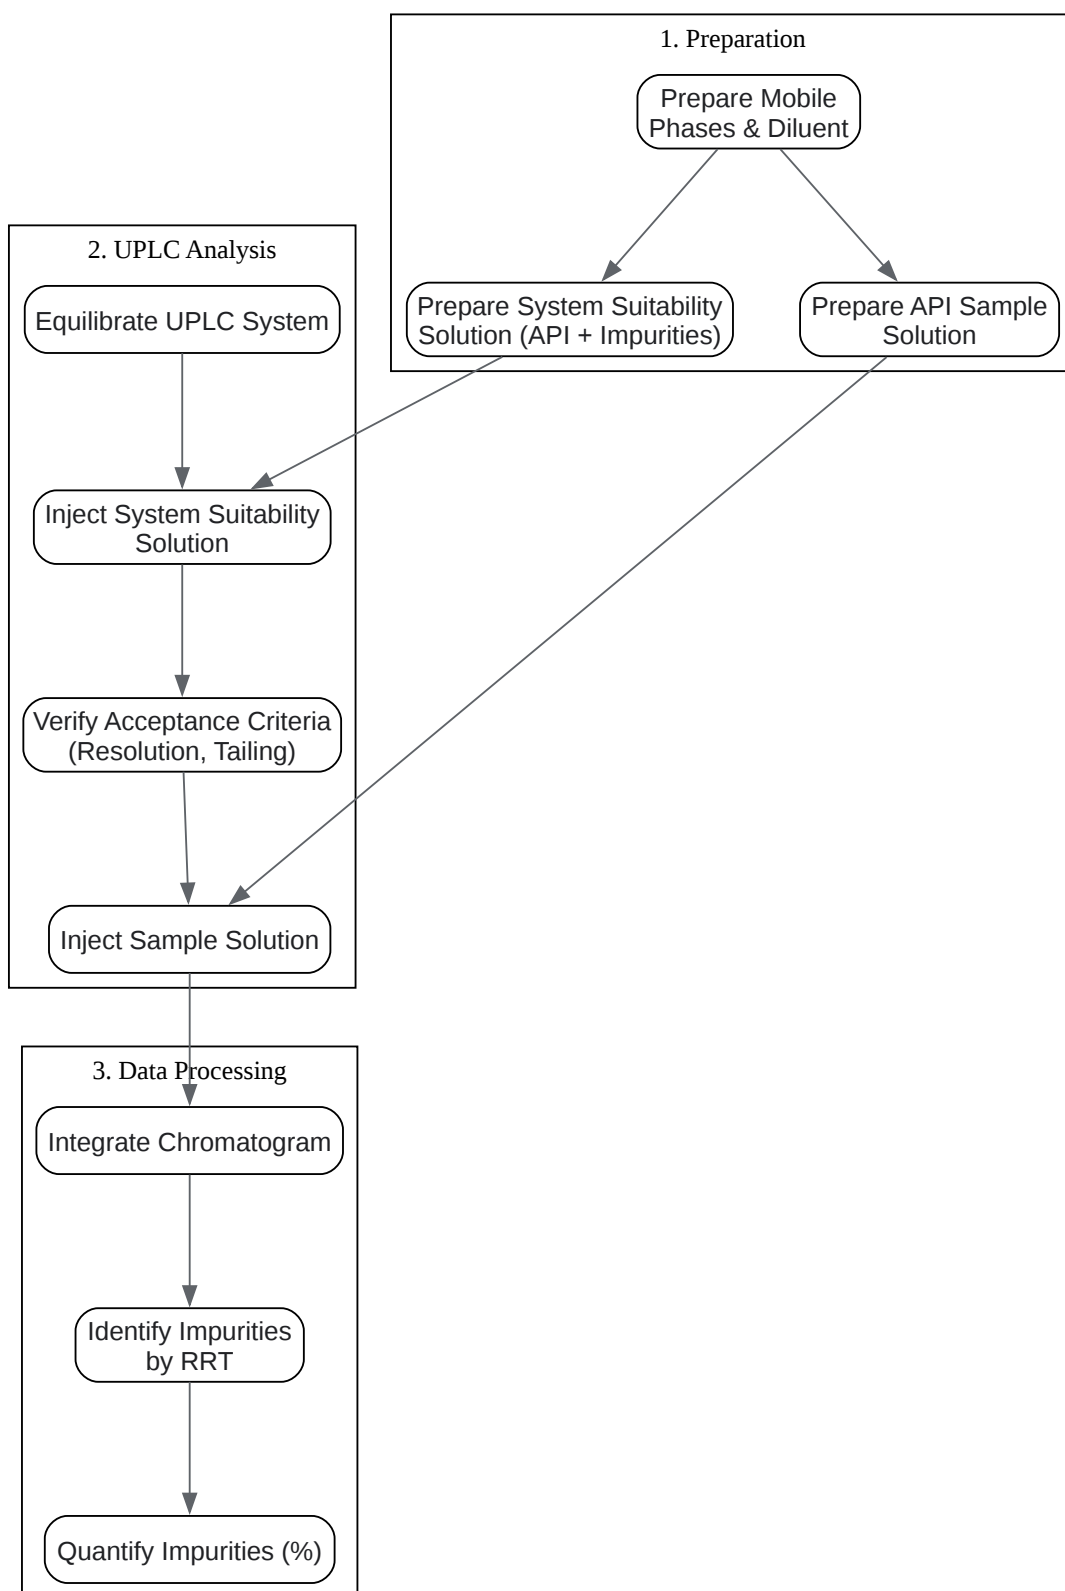 1. Preparation
Prepare Mobile
Phases & Diluent
Prepare System Suitability
Solution (API + Impurities)
Prepare API Sample
Solution
2. UPLC Analysis
Equilibrate UPLC System
Inject System Suitability
Solution
Verify Acceptance Criteria
(Resolution, Tailing)
Inject Sample Solution
3. Data Processing
Integrate Chromatogram
Identify Impurities
by RRT
Quantify Impurities (%)